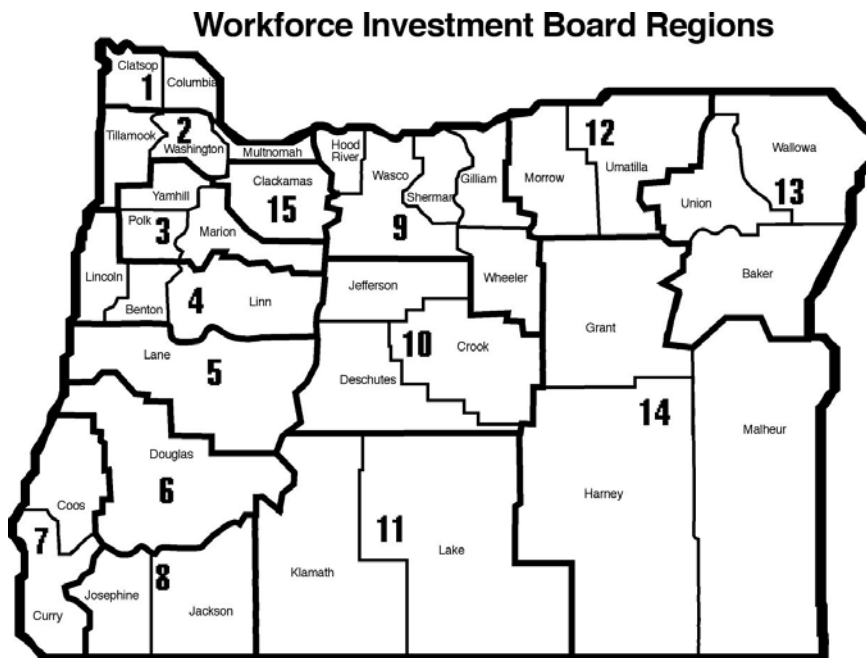 Workforce Investment Board Regions
Clatsop
1
Columbia
Tillamook
2
Washington
Multnomah
Hood
River
Wasco
Sherman
Gilliam
Morrow
12
Umatilla
Wallowa
Union
13
Yamhill
Clackamas
15
Polk
3
Marion
9
Lincoln
Benton
4
Linn
Jefferson
Wheeler
Grant
Baker
Lane
5
Deschutes
10
Crook
14
Malheur
Douglas
6
Coos
7
Curry
Josephine
8
Jackson
Klamath
11
Lake
Harney